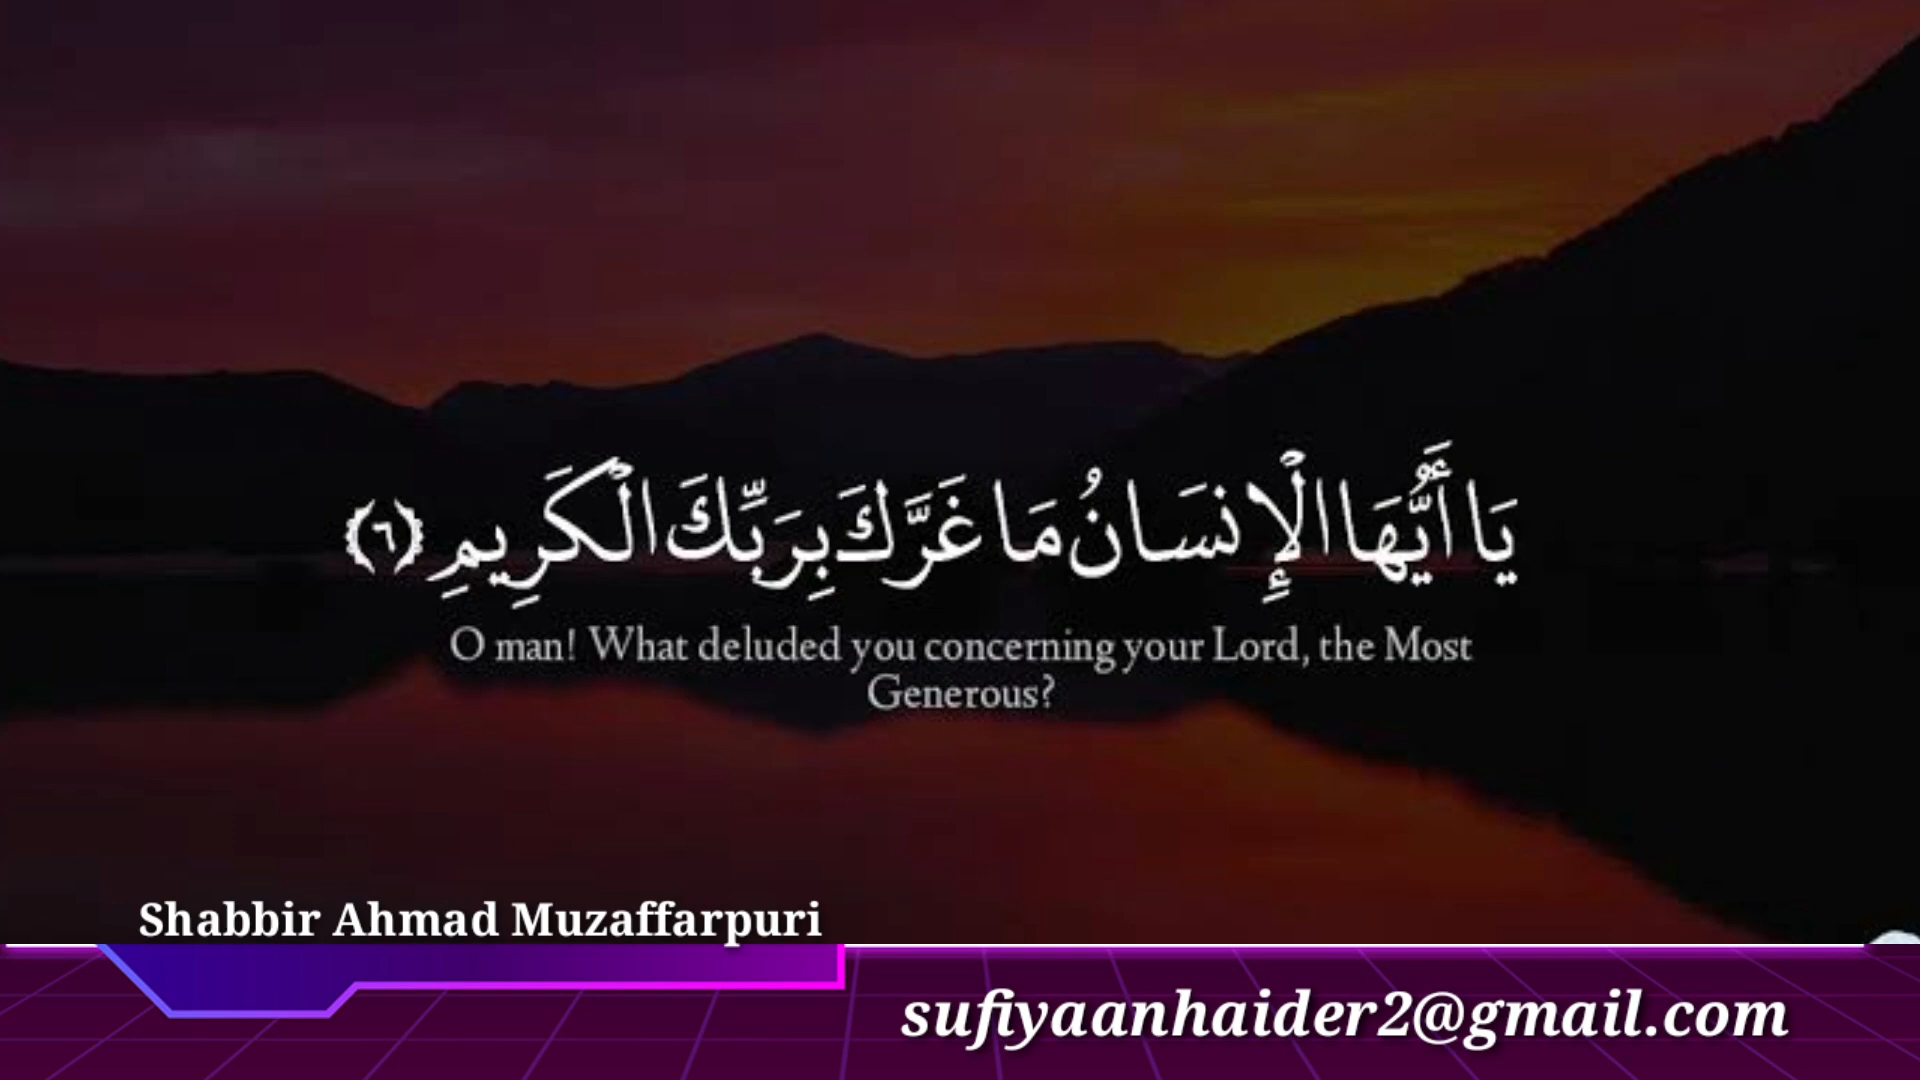 يَا أَيُّهَا الْإِنسَانُ مَا غَرَّكَ بِرَبِّكَ الْكَرِيمِ ﴿٦﴾
O man! What deluded you concerning your Lord, the Most
Generous?
Shabbir Ahmad Muzaffarpuri
sufiyaanhaider2@gmail.com